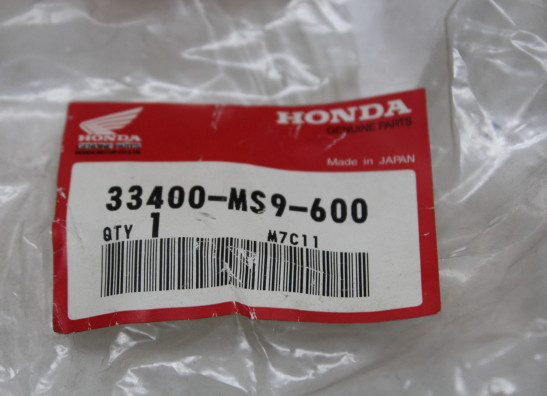 HONDA
GENUINE PARTS
HONDA
GENUINE PARTS
Made in JAPAN
33400-MS9-600
QTY 1 M7C11